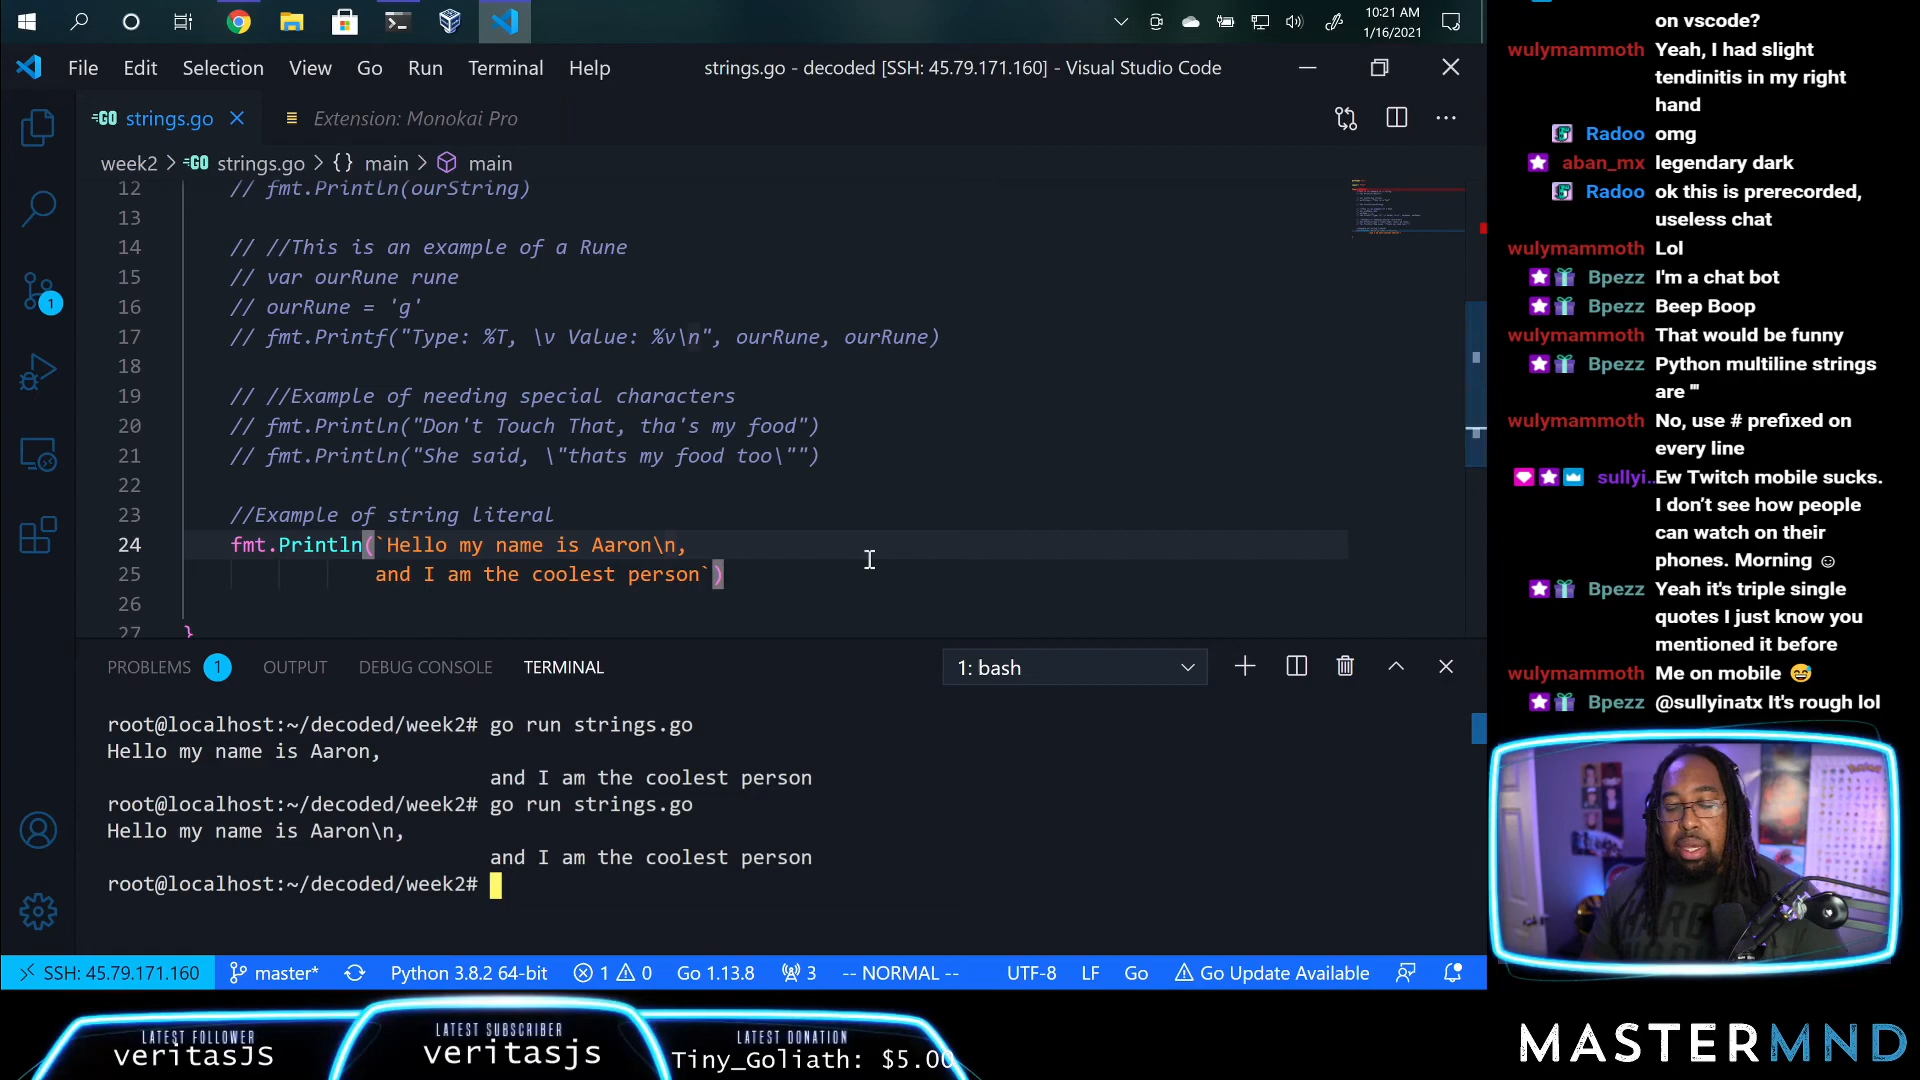 10:21 AM
1/16/2021
File Edit Selection View Go Run Terminal Help
strings.go - decoded [SSH: 45.79.171.160] - Visual Studio Code
GO strings.go
Extension: Monokai Pro
week2 > GO strings.go > {} main > main
12 // fmt.Println(ourString)
13
14 // //This is an example of a Rune
15 // var ourRune rune
16 // ourRune = 'g'
17 // fmt.Printf("Type: %T, \v Value: %v\n", ourRune, ourRune)
18
19 // //Example of needing special characters
20 // fmt.Println("Don't Touch That, tha's my food")
21 // fmt.Println("She said, \"thats my food too\"")
22
23 //Example of string literal
24 fmt.Println(`Hello my name is Aaron\n,
25 and I am the coolest person`)
26
27 }
1
PROBLEMS 1 OUTPUT DEBUG CONSOLE TERMINAL
1: bash
root@localhost:~/decoded/week2# go run strings.go
Hello my name is Aaron,
and I am the coolest person
root@localhost:~/decoded/week2# go run strings.go
Hello my name is Aaron\n,
and I am the coolest person
root@localhost:~/decoded/week2#
SSH: 45.79.171.160 master* Python 3.8.2 64-bit 1 0 Go 1.13.8 3 -- NORMAL -- UTF-8 LF Go Go Update Available
on vscode?
wulymammoth Yeah, I had slight
tendinitis in my right
hand
Radoo omg
aban_mx legendary dark
Radoo ok this is prerecorded,
useless chat
wulymammoth Lol
Bpezz I'm a chat bot
Bpezz Beep Boop
wulymammoth That would be funny
Bpezz Python multiline strings
are '''
wulymammoth No, use # prefixed on
every line
sullyi... Ew Twitch mobile sucks.
I don't see how people
can watch on their
phones. Morning ☺
Bpezz Yeah it's triple single
quotes I just know you
mentioned it before
wulymammoth Me on mobile 😅
Bpezz @sullyinatx It's rough lol
LATEST FOLLOWER
veritasJS
LATEST SUBSCRIBER
veritasjs
LATEST DONATION
Tiny_Goliath: $5.00
MASTERMND